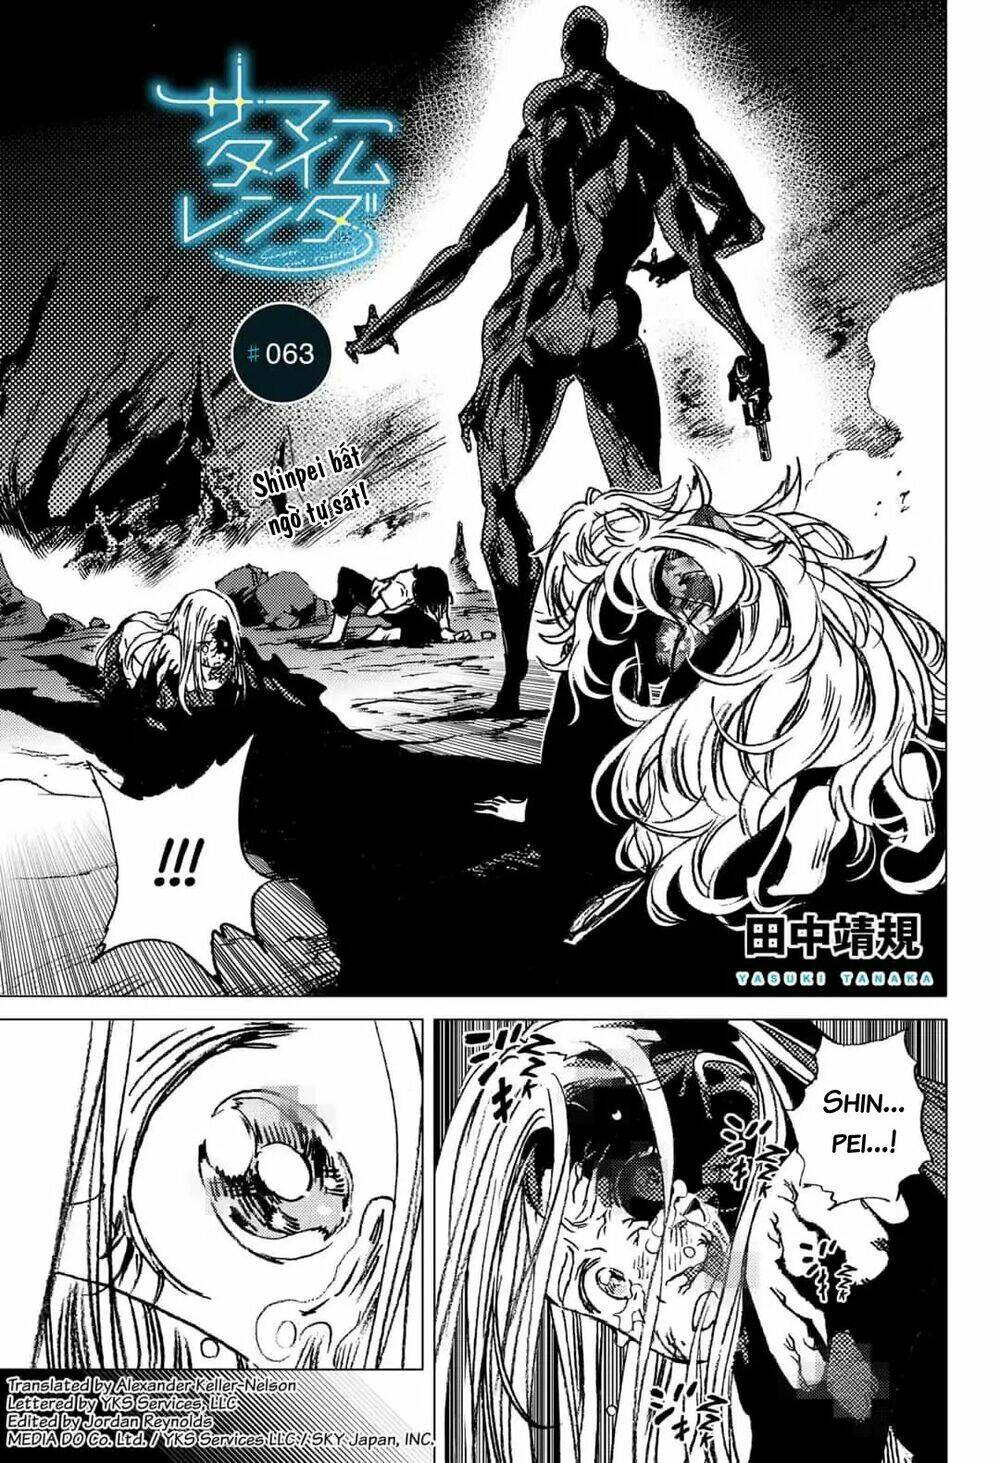 サマー
タイム
レンダ
#063
Shinpei bất
ngờ tự sát!
!!!
田中靖規
YASUKI TANAKA
SHIN...
PEI...!
Translated by Alexander Keller-Nelson
Lettered by YKS Services, LLC
Edited by Jordan Reynolds
MEDIA DO Co. Ltd. / YKS Services LLC / SKY Japan, INC.